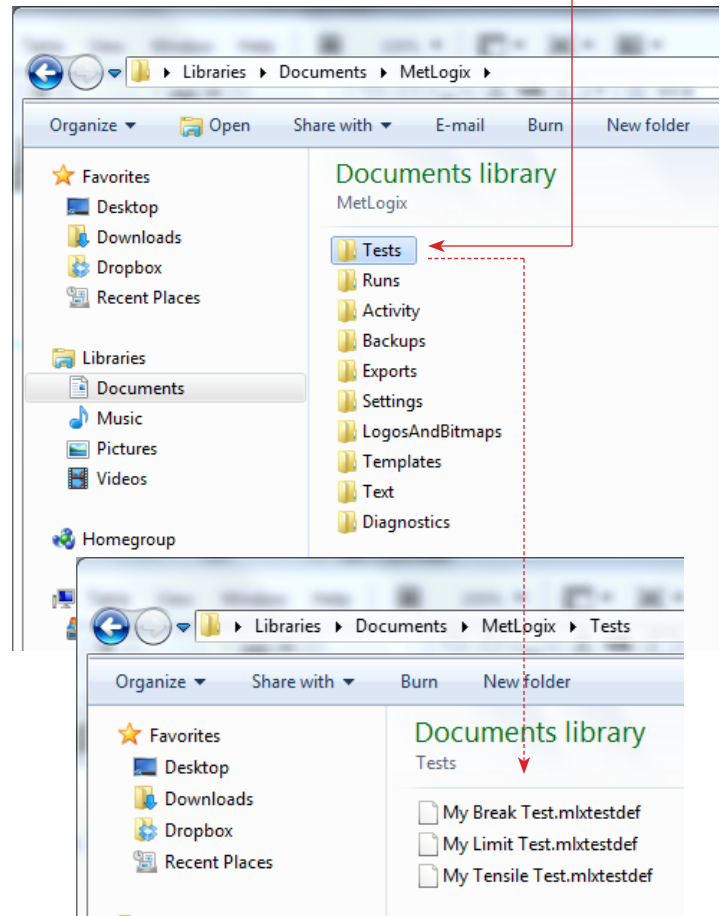 Libraries Documents MetLogix
Organize Open Share with E-mail Burn New folder
Favorites
Desktop
Downloads
Dropbox
Recent Places
Libraries
Documents
Music
Pictures
Videos
Homegroup
Documents library
MetLogix
Tests
Runs
Activity
Backups
Exports
Settings
LogosAndBitmaps
Templates
Text
Diagnostics
Libraries Documents MetLogix Tests
Organize Share with Burn New folder
Favorites
Desktop
Downloads
Dropbox
Recent Places
Documents library
Tests
My Break Test.mlxtestdef
My Limit Test.mlxtestdef
My Tensile Test.mlxtestdef